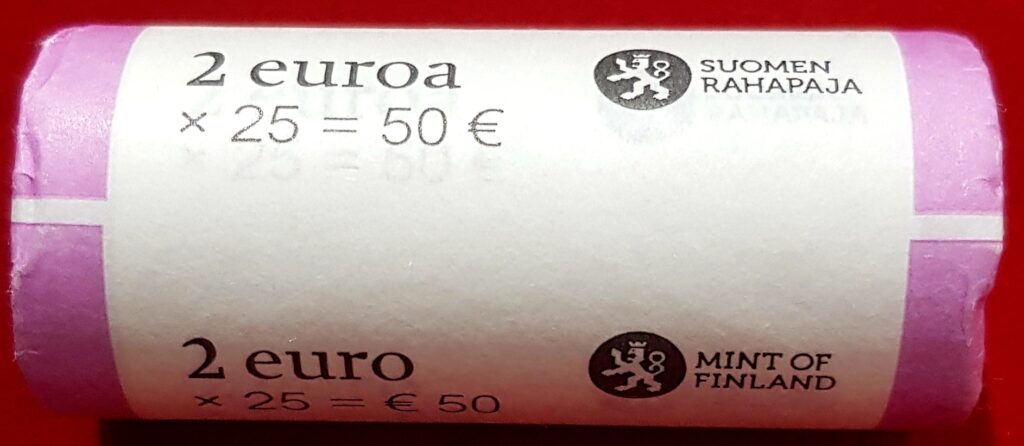 2 euroa
× 25 = 50 €
SUOMEN
RAHAPAJA
2 euro
× 25 = € 50
MINT OF
FINLAND